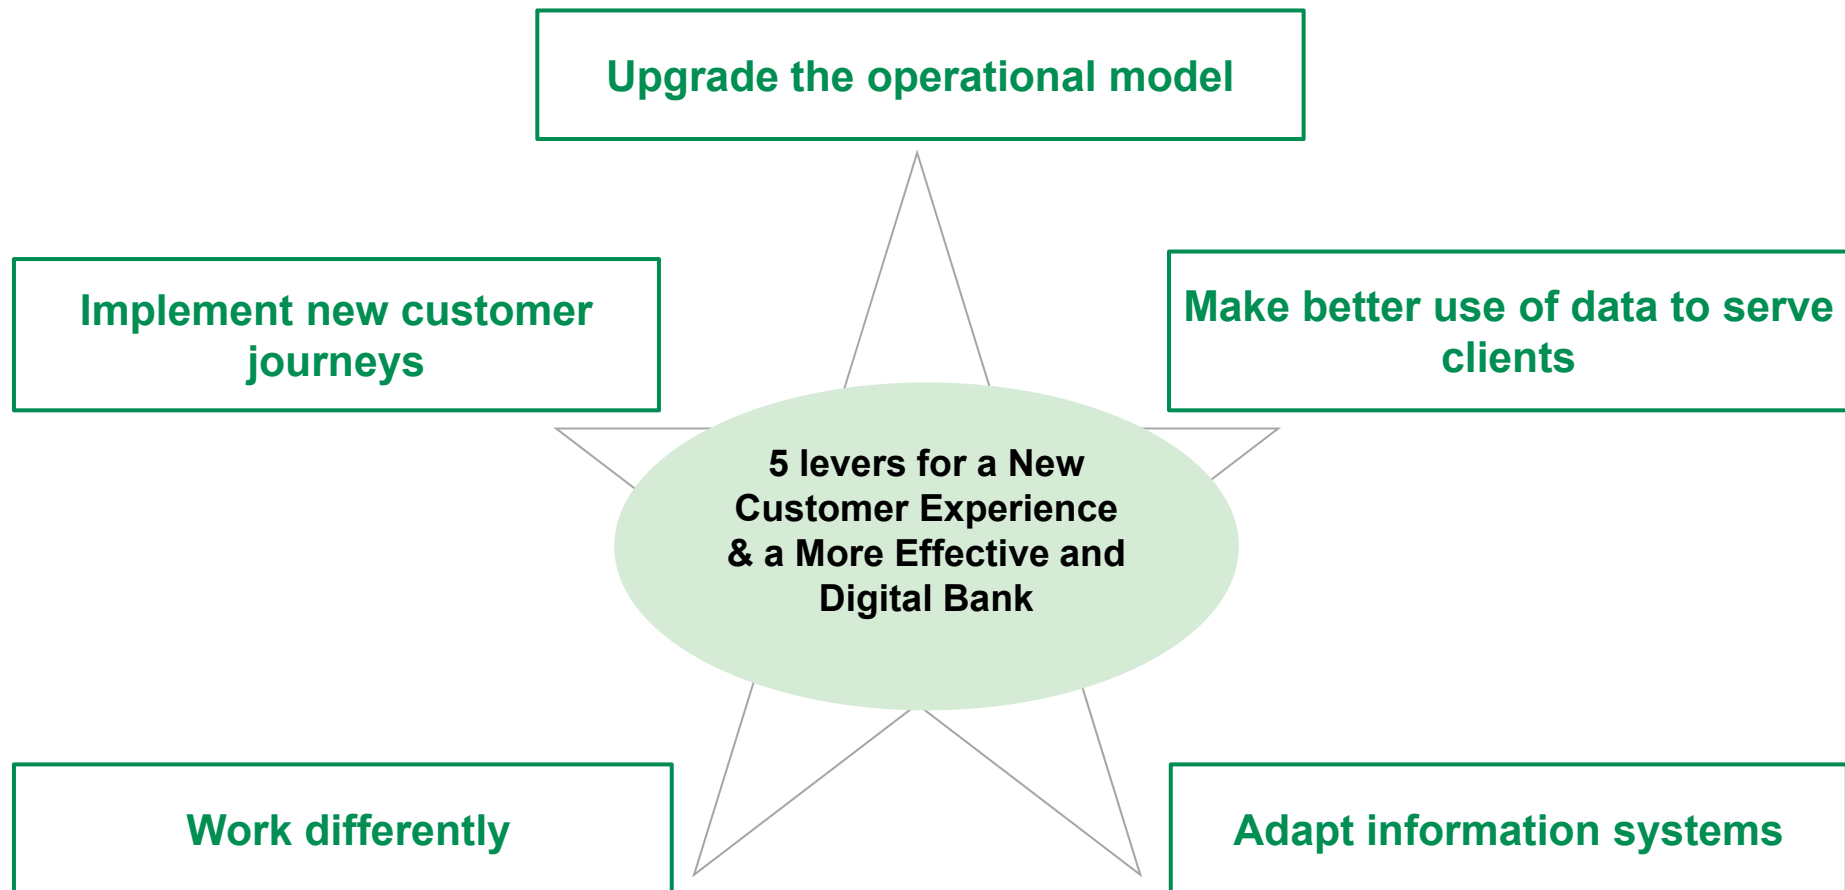 Upgrade the operational model
Implement new customer
journeys
Make better use of data to serve
clients
5 levers for a New
Customer Experience
& a More Effective and
Digital Bank
Work differently
Adapt information systems